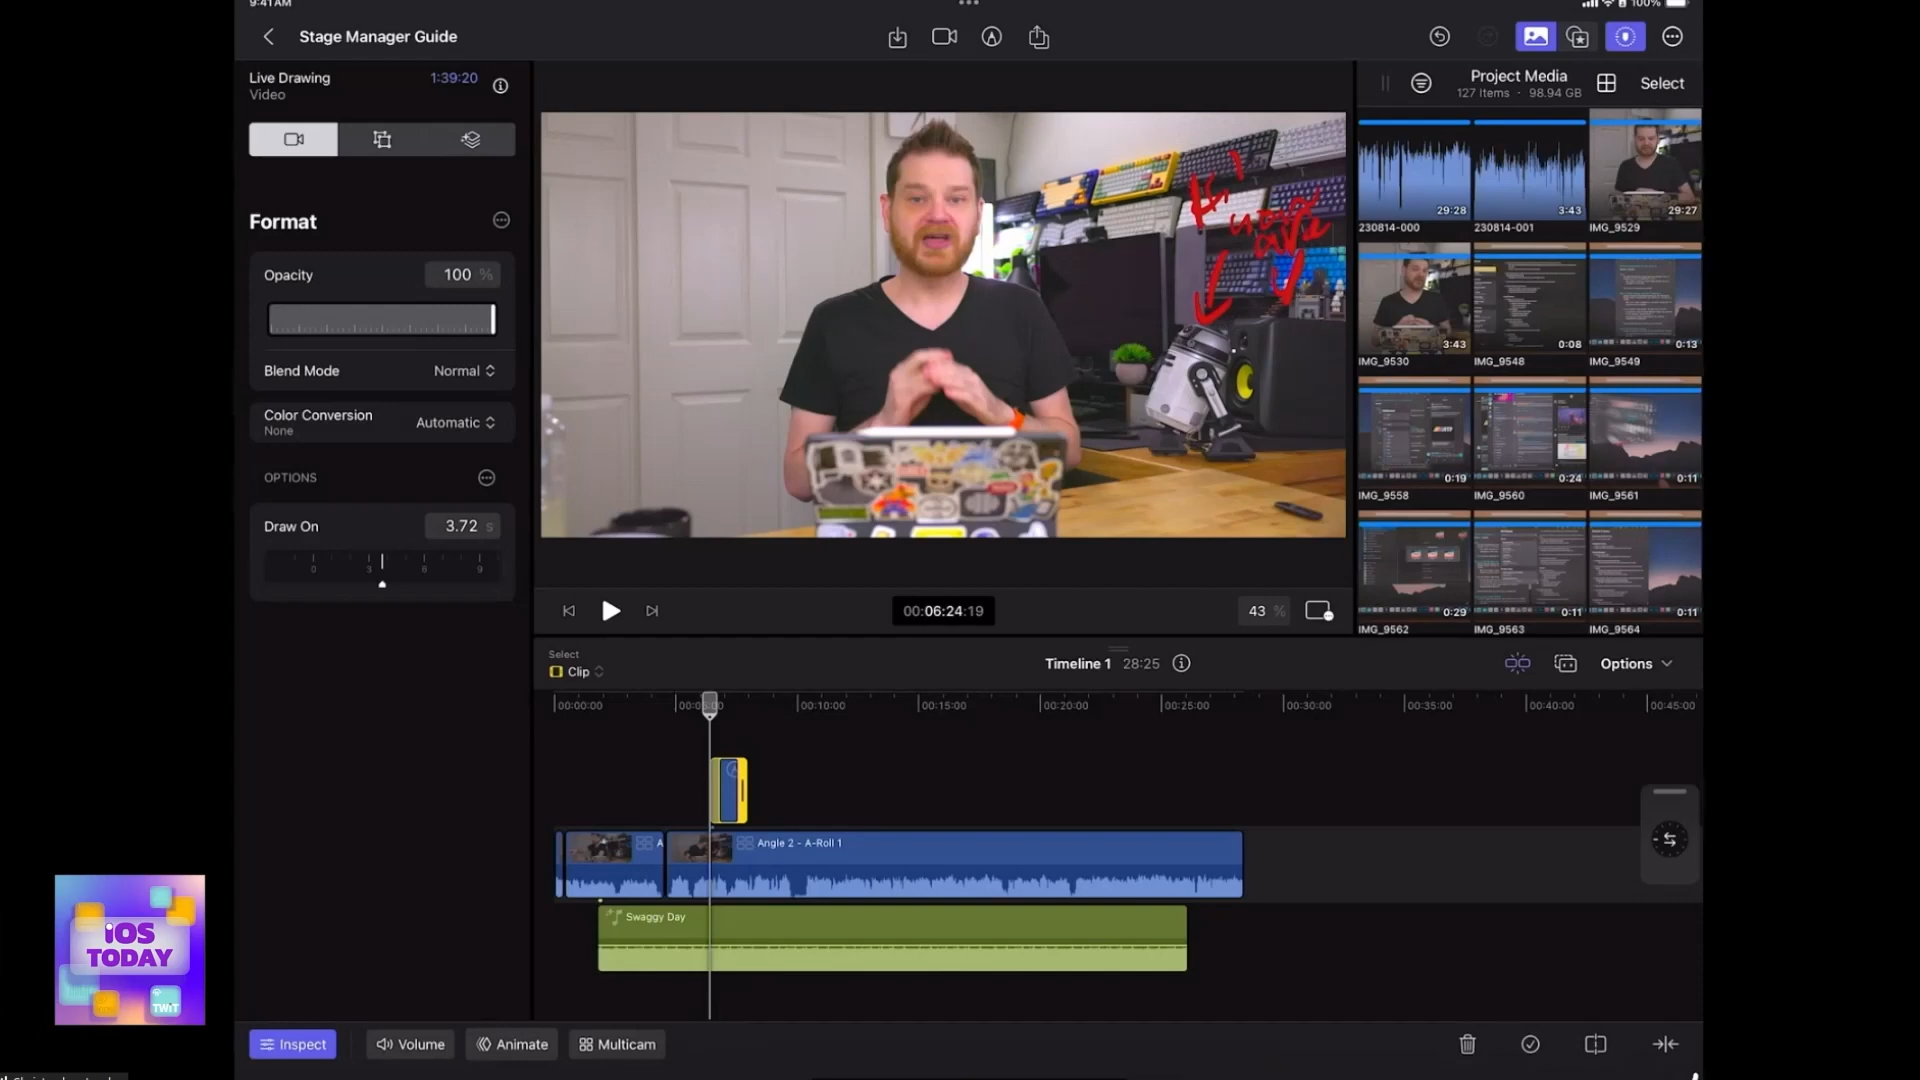 9:41AM
100%
Stage Manager Guide
Live Drawing
1:39:20
Video
Project Media
127 Items · 98.94 GB
Select
Format
Opacity
100 %
Blend Mode
Normal
Color Conversion
None
Automatic
OPTIONS
Draw On
3.72 s
0
3
6
9
29:28
3:43
29:27
230814-000
230814-001
IMG_9529
3:43
0:08
0:13
IMG_9530
IMG_9548
IMG_9549
0:19
0:24
0:11
IMG_9558
IMG_9560
IMG_9561
0:29
0:11
0:11
IMG_9562
IMG_9563
IMG_9564
00:06:24:19
43 %
Select
Clip
Timeline 1
28:25
Options
00:00:00
00:10:00
00:15:00
00:20:00
00:25:00
00:30:00
00:35:00
00:40:00
00:45:00
A
Angle 2 - A-Roll 1
Swaggy Day
iOS
TODAY
TWiT
Inspect
Volume
Animate
Multicam